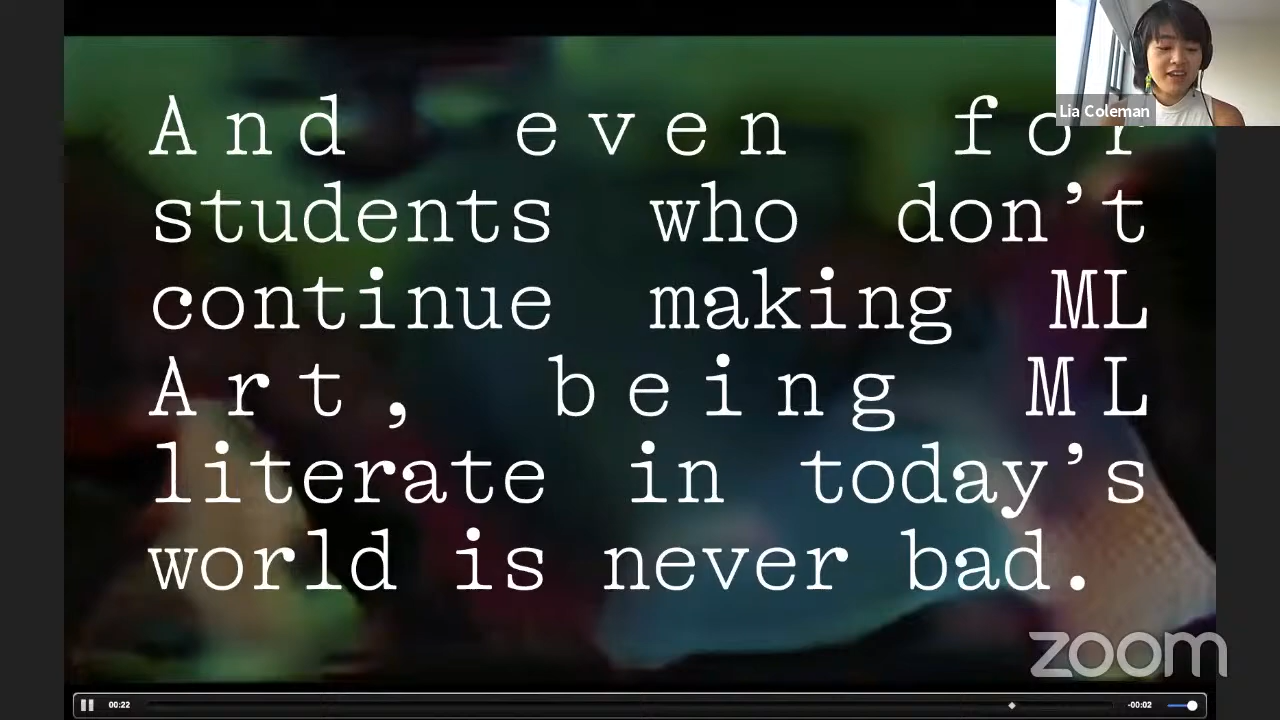 And even for
students who don’t
continue making ML
Art, being ML
literate in today’s
world is never bad.
Lia Coleman
zoom
00:22
-00:02